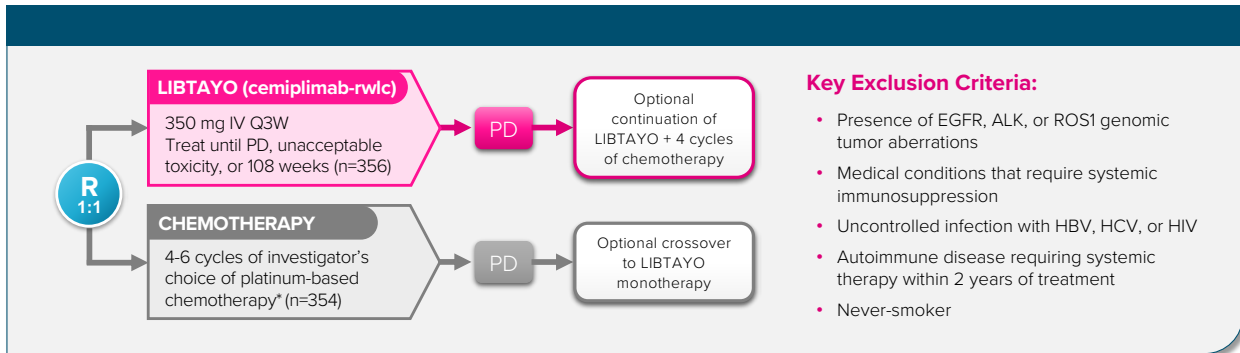 R
1:1
LIBTAYO (cemiplimab-rwlc)
350 mg IV Q3W
Treat until PD, unacceptable
toxicity, or 108 weeks (n=356)
PD
Optional
continuation of
LIBTAYO + 4 cycles
of chemotherapy
CHEMOTHERAPY
4-6 cycles of investigator’s
choice of platinum-based
chemotherapy* (n=354)
PD
Optional crossover
to LIBTAYO
monotherapy
Key Exclusion Criteria:
• Presence of EGFR, ALK, or ROS1 genomic
tumor aberrations
• Medical conditions that require systemic
immunosuppression
• Uncontrolled infection with HBV, HCV, or HIV
• Autoimmune disease requiring systemic
therapy within 2 years of treatment
• Never-smoker